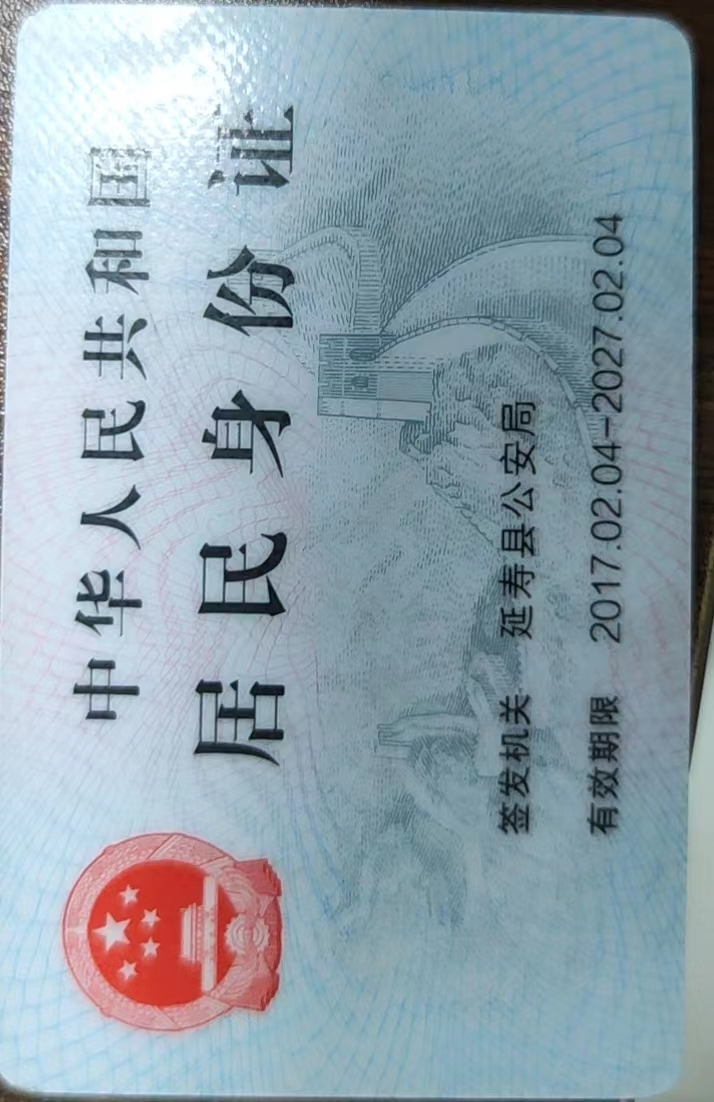 中华人民共和国
居民身份证
签发机关 延寿县公安局
有效期限 2017.02.04-2027.02.04